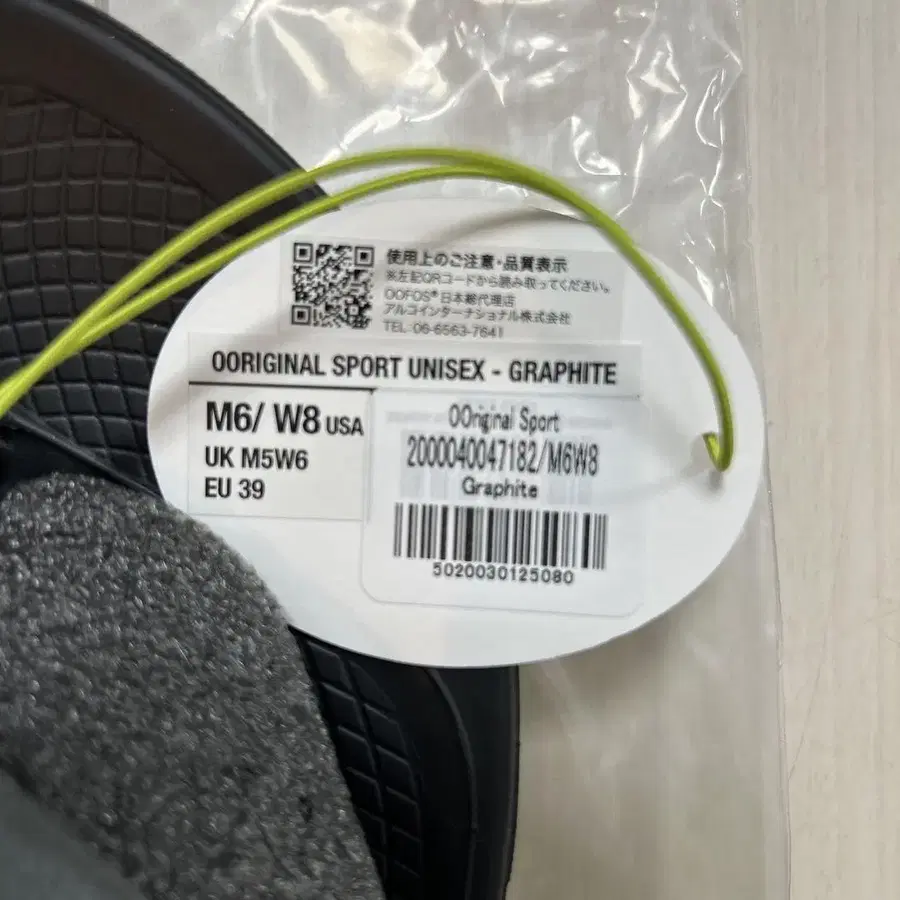 使用上のご注意・品質表示
※左記QRコードから読み取ってください。
OOFOS®日本総代理店
アルコインターナショナル株式会社
TEL: 06-6563-7641
OORIGINAL SPORT UNISEX - GRAPHITE
M6/ W8 USA
UK M5W6
EU 39
OOriginal Sport
2000040047182/M6W8
Graphite
5020030125080